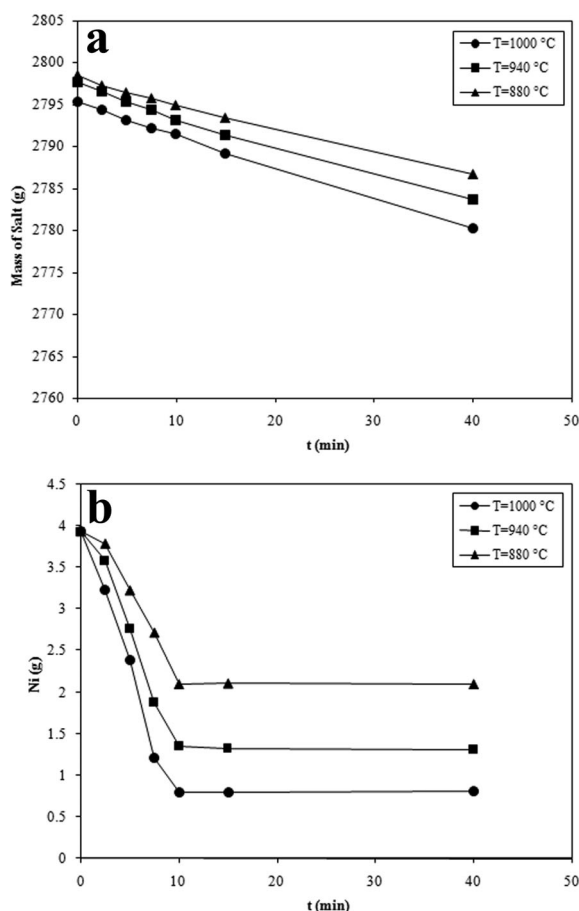 a
2805
2800
2795
2790
2785
2780
2775
2770
2765
2760
Mass of Salt (g)
T=1000 °C
T=940 °C
T=880 °C
0 10 20 30 40 50
t (min)
b
4.5
4
3.5
3
2.5
2
1.5
1
0.5
0
Ni (g)
T=1000 °C
T=940 °C
T=880 °C
0 10 20 30 40 50
t (min)